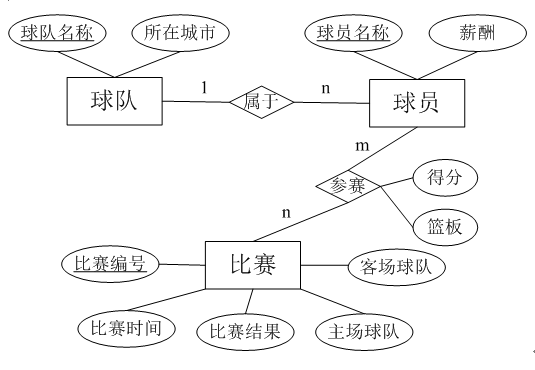 球队名称
所在城市
球员名称
薪酬
球队
1
属于
n
球员
m
参赛
得分
篮板
n
比赛编号
比赛
客场球队
比赛时间
比赛结果
主场球队